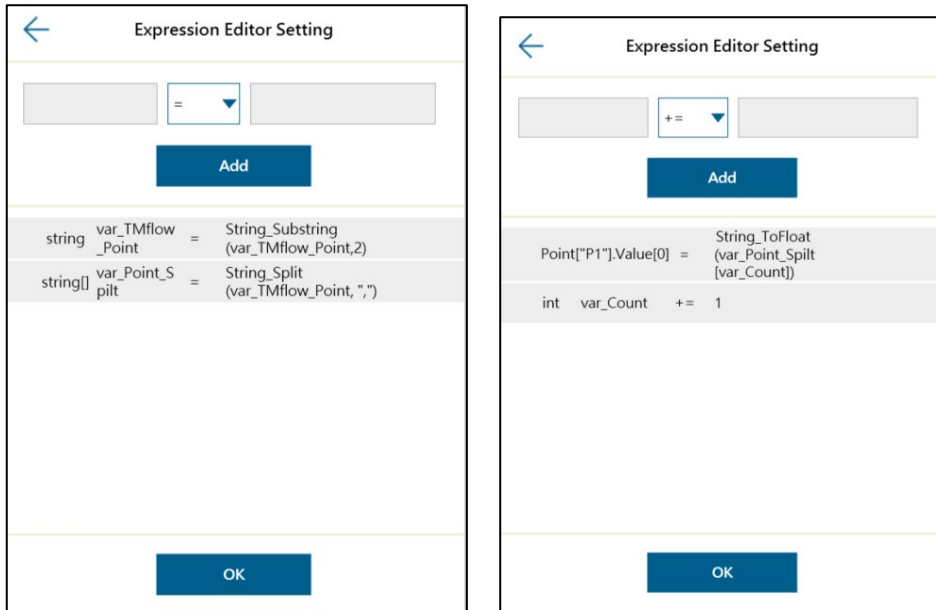 Expression Editor Setting
=
Add
string var_TMflow
_Point = String_Substring
(var_TMflow_Point,2)
string[] var_Point_S
pilt = String_Split
(var_TMflow_Point, ",")
OK
Expression Editor Setting
+=
Add
Point["P1"].Value[0] = String_ToFloat
(var_Point_Spilt
[var_Count])
int var_Count += 1
OK